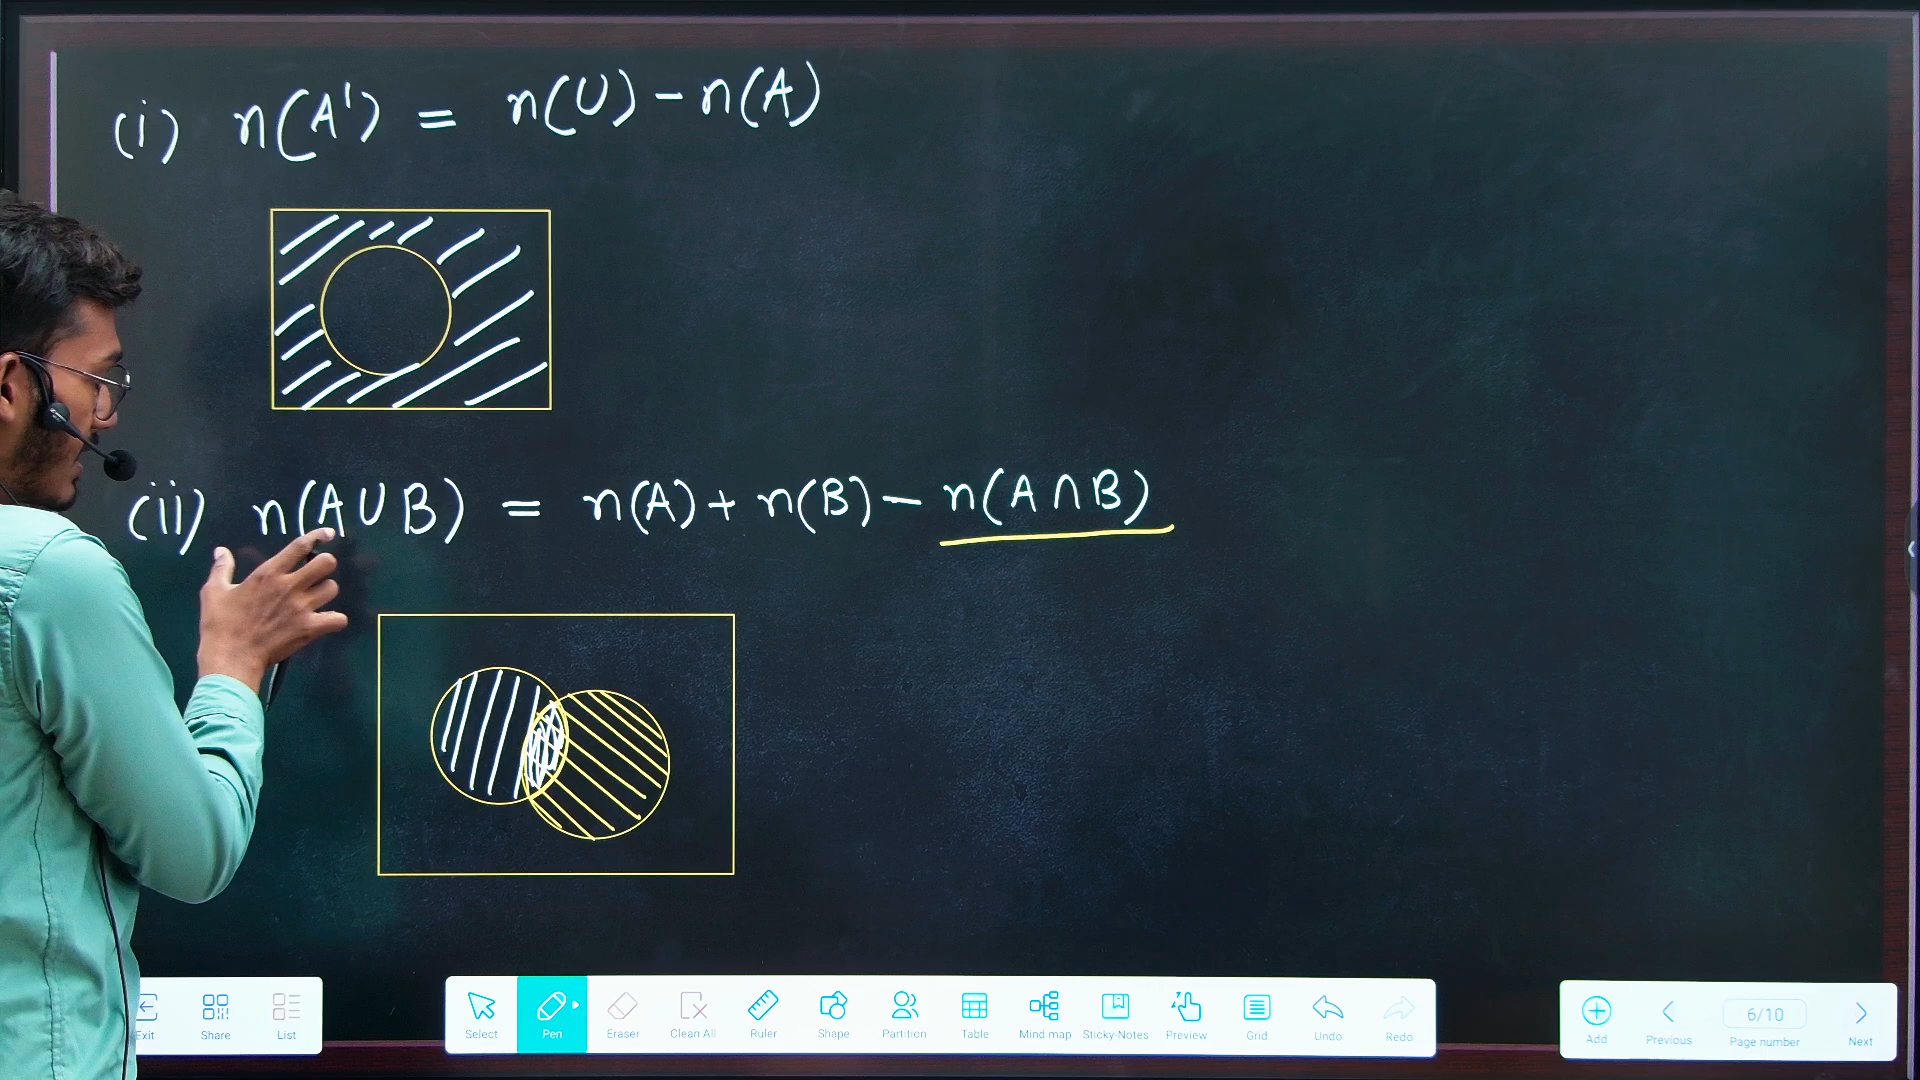 (i) n(A') = n(U) - n(A)
(ii) n(A∪B) = n(A) + n(B) - n(A∩B)
Exit Share List Select Pen Eraser Clean All Ruler Shape Partition Table Mind map Sticky-Notes Preview Grid Undo Redo Add Previous 6/10 Page number Next